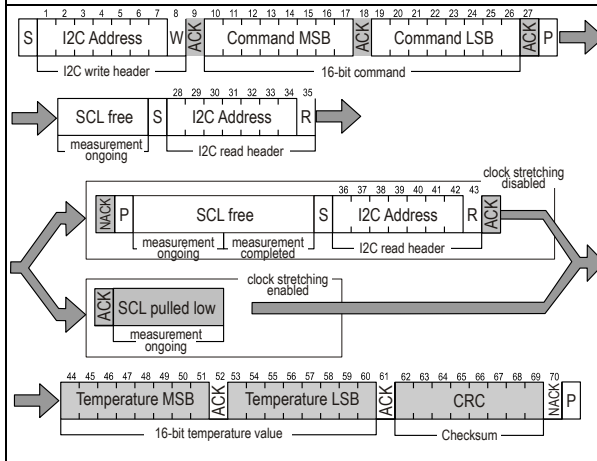 1 2 3 4 5 6 7 8 9 10 11 12 13 14 15 16 17 18 19 20 21 22 23 24 25 26 27
S I2C Address W ACK Command MSB ACK Command LSB ACK P
I2C write header 16-bit command
28 29 30 31 32 33 34 35
SCL free S I2C Address R
measurement
ongoing
I2C read header
clock stretching
disabled
36 37 38 39 40 41 42 43
NACK P SCL free S I2C Address R ACK
measurement
ongoing
measurement
completed
I2C read header
clock stretching
enabled
ACK SCL pulled low
measurement
ongoing
44 45 46 47 48 49 50 51 52 53 54 55 56 57 58 59 60 61 62 63 64 65 66 67 68 69 70
Temperature MSB ACK Temperature LSB ACK CRC NACK P
16-bit temperature value Checksum